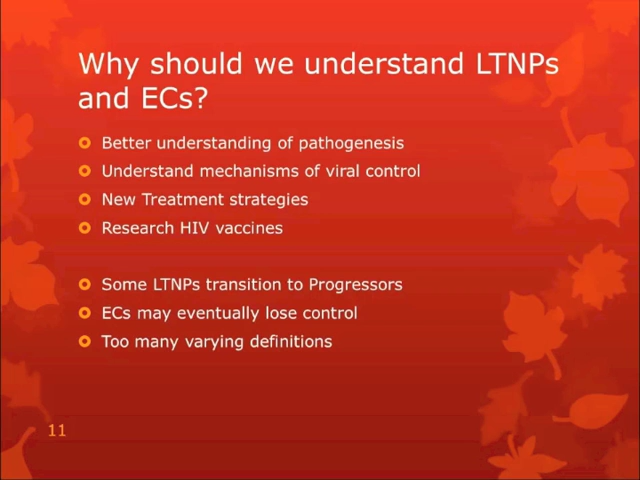 Why should we understand LTNPs
and ECs?
Better understanding of pathogenesis
Understand mechanisms of viral control
New Treatment strategies
Research HIV vaccines
Some LTNPs transition to Progressors
ECs may eventually lose control
Too many varying definitions
11